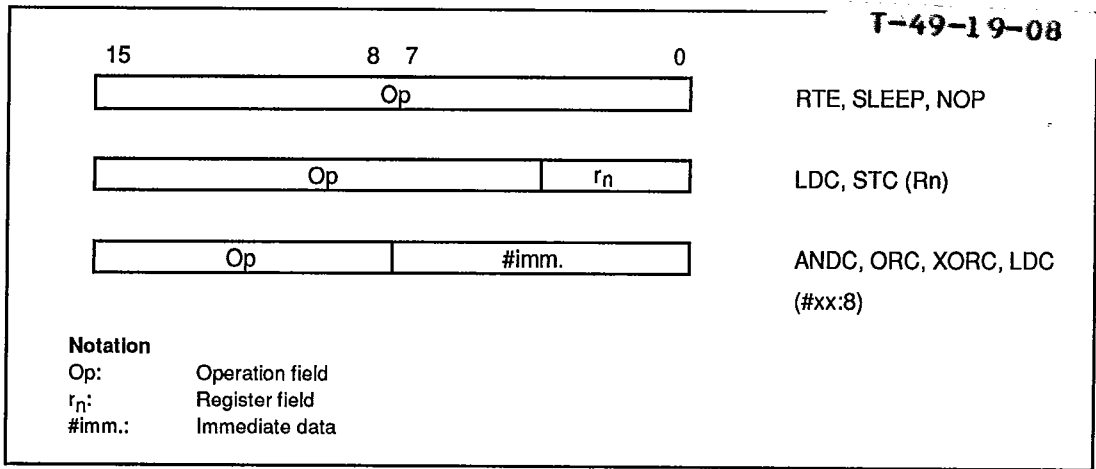 T-49-19-08
15 8 7 0
Op RTE, SLEEP, NOP
Op rn LDC, STC (Rn)
Op #imm. ANDC, ORC, XORC, LDC
(#xx:8)
Notation
Op: Operation field
rn: Register field
#imm.: Immediate data